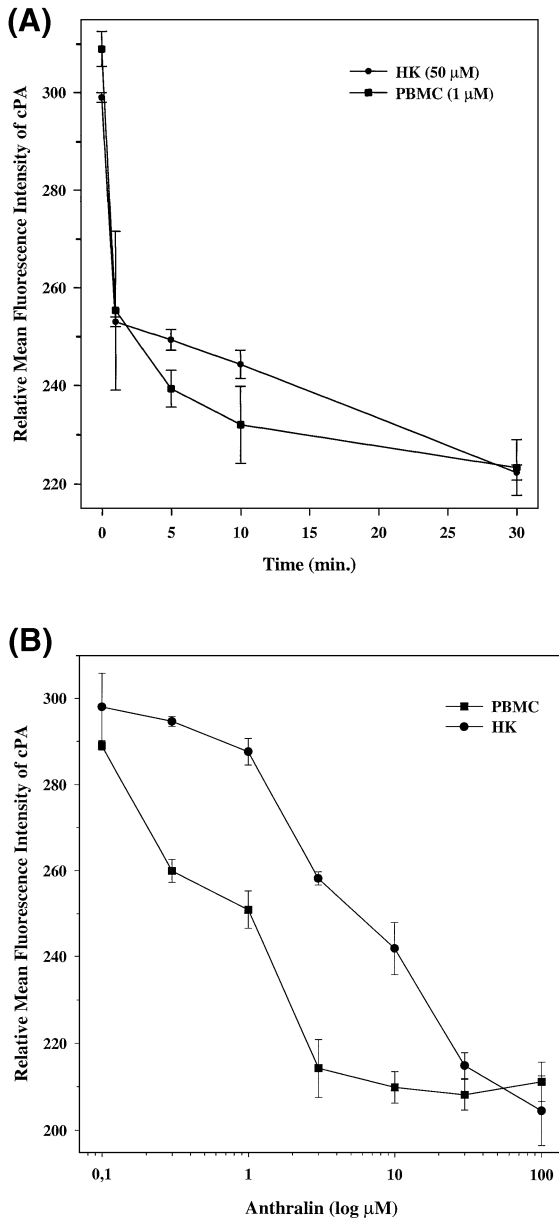 (A)
HK (50 µM)
PBMC (1 µM)
300
280
260
240
220
Relative Mean Fluorescence Intensity of cPA
0
5
10
15
20
25
30
Time (min.)
(B)
PBMC
HK
300
280
260
240
220
200
Relative Mean Fluorescence Intensity of cPA
0,1
1
10
100
Anthralin (log µM)